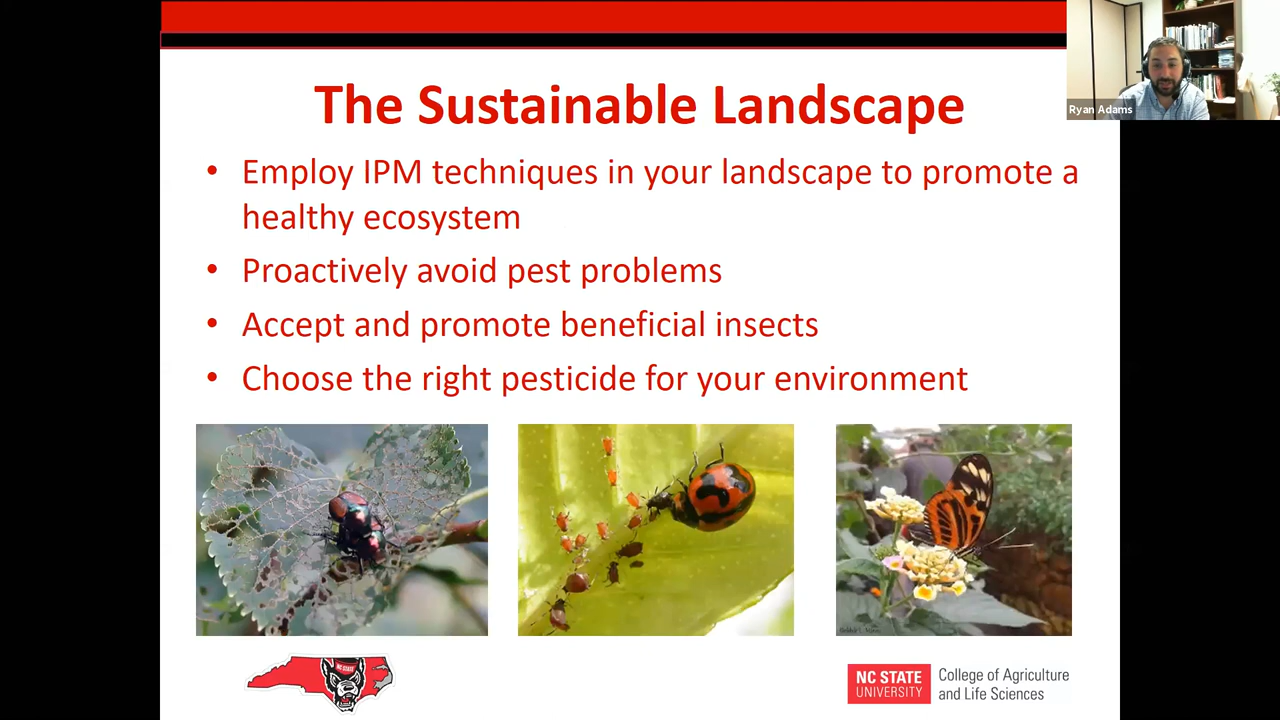 The Sustainable Landscape
Ryan Adams
• Employ IPM techniques in your landscape to promote a
healthy ecosystem
• Proactively avoid pest problems
• Accept and promote beneficial insects
• Choose the right pesticide for your environment
NC STATE
NC STATE
UNIVERSITY
College of Agriculture
and Life Sciences